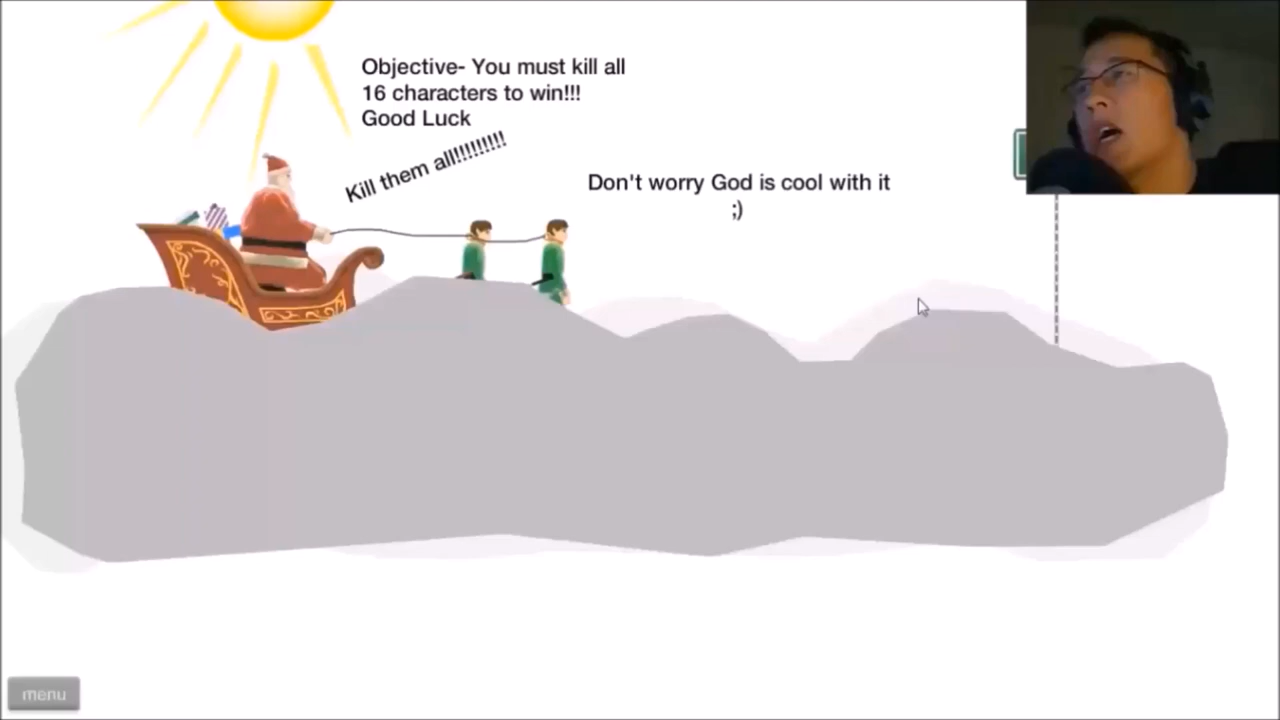 Objective- You must kill all
16 characters to win!!!
Good Luck
Kill them all!!!!!!!!!
Don't worry God is cool with it
;)
menu